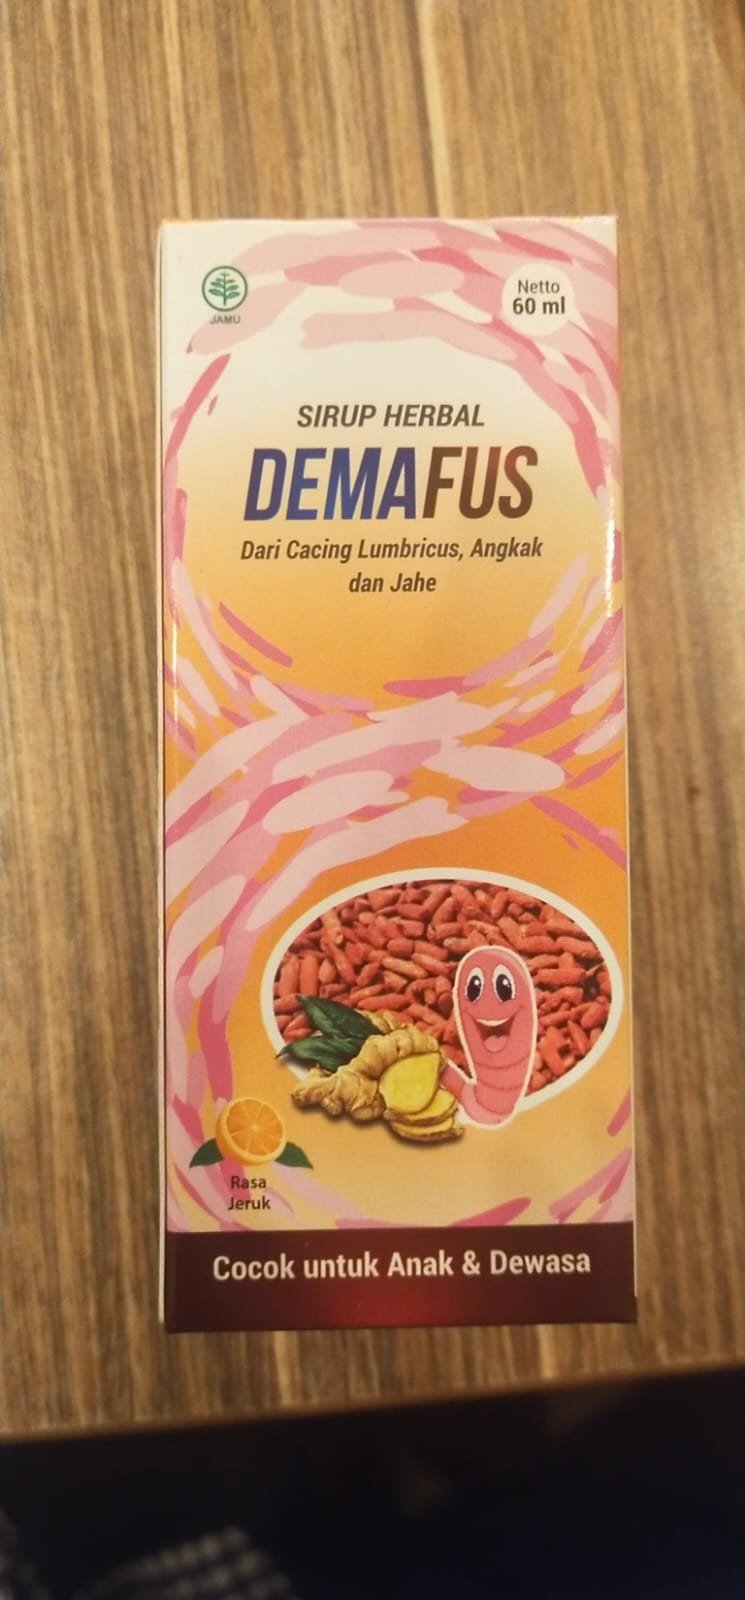 JAMU
Netto
60 ml
SIRUP HERBAL
DEMAFUS
Dari Cacing Lumbricus, Angkak
dan Jahe
Rasa
Jeruk
Cocok untuk Anak & Dewasa